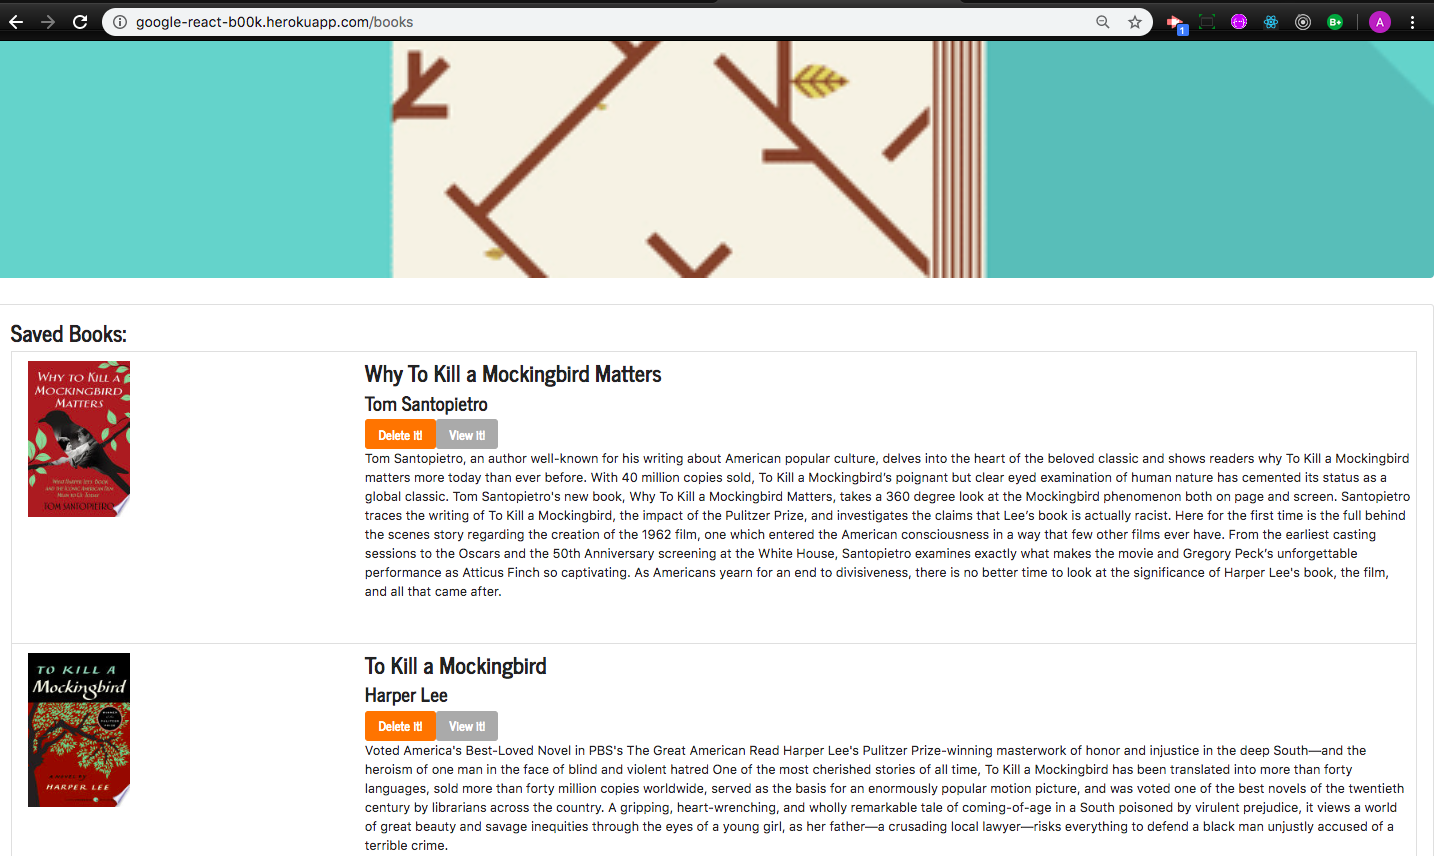 google-react-b00k.herokuapp.com/books
1
B+
A
Saved Books:
WHY TO KILL A
MOCKINGBIRD
MATTERS
WHAT HARPER LEE'S BOOK
AND THE ICONIC AMERICAN FILM
MEAN TO US TODAY
TOM SANTOPIETRO
Why To Kill a Mockingbird Matters
Tom Santopietro
Delete It! View It!
Tom Santopietro, an author well-known for his writing about American popular culture, delves into the heart of the beloved classic and shows readers why To Kill a Mockingbird
matters more today than ever before. With 40 million copies sold, To Kill a Mockingbird’s poignant but clear eyed examination of human nature has cemented its status as a
global classic. Tom Santopietro's new book, Why To Kill a Mockingbird Matters, takes a 360 degree look at the Mockingbird phenomenon both on page and screen. Santopietro
traces the writing of To Kill a Mockingbird, the impact of the Pulitzer Prize, and investigates the claims that Lee’s book is actually racist. Here for the first time is the full behind
the scenes story regarding the creation of the 1962 film, one which entered the American consciousness in a way that few other films ever have. From the earliest casting
sessions to the Oscars and the 50th Anniversary screening at the White House, Santopietro examines exactly what makes the movie and Gregory Peck’s unforgettable
performance as Atticus Finch so captivating. As Americans yearn for an end to divisiveness, there is no better time to look at the significance of Harper Lee's book, the film,
and all that came after.
TO KILL A
Mockingbird
HARPER LEE
To Kill a Mockingbird
Harper Lee
Delete It! View It!
Voted America's Best-Loved Novel in PBS's The Great American Read Harper Lee's Pulitzer Prize-winning masterwork of honor and injustice in the deep South—and the
heroism of one man in the face of blind and violent hatred One of the most cherished stories of all time, To Kill a Mockingbird has been translated into more than forty
languages, sold more than forty million copies worldwide, served as the basis for an enormously popular motion picture, and was voted one of the best novels of the twentieth
century by librarians across the country. A gripping, heart-wrenching, and wholly remarkable tale of coming-of-age in a South poisoned by virulent prejudice, it views a world
of great beauty and savage inequities through the eyes of a young girl, as her father—a crusading local lawyer—risks everything to defend a black man unjustly accused of a
terrible crime.